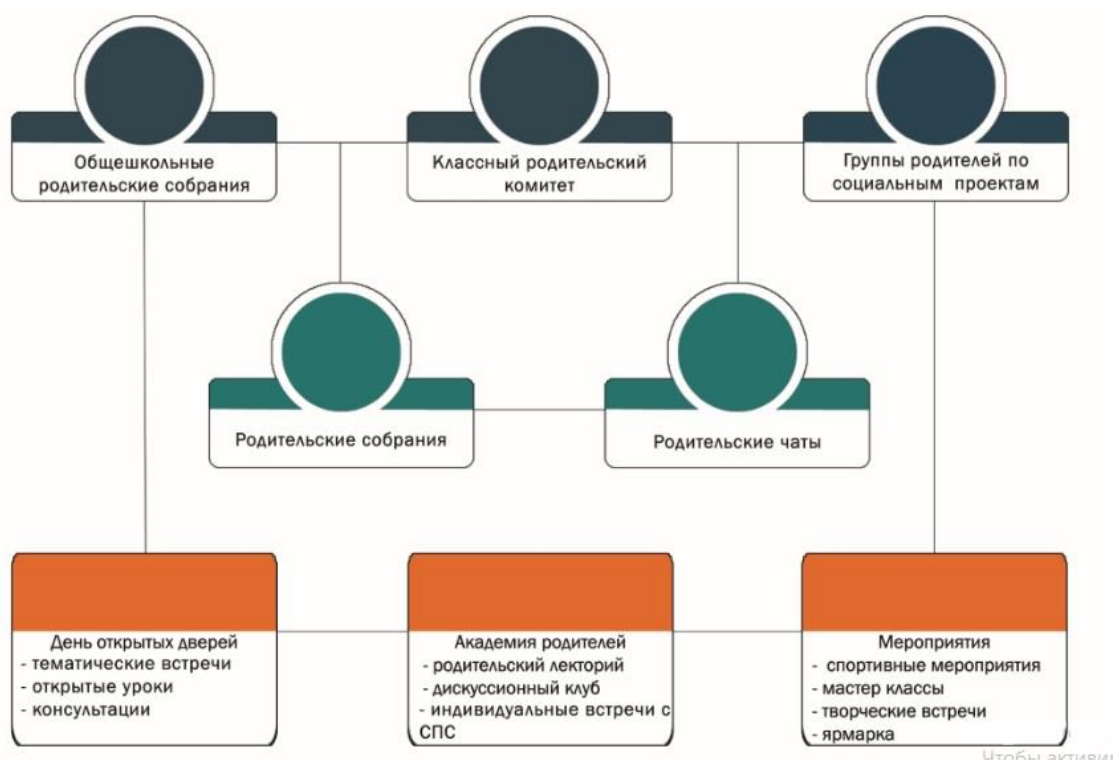 Общешкольные
родительские собрания
Классный родительский
комитет
Группы родителей по
социальным проектам
Родительские собрания
Родительские чаты
День открытых дверей
- тематические встречи
- открытые уроки
- консультации
Академия родителей
- родительский лекторий
- дискуссионный клуб
- индивидуальные встречи с
СПС
Мероприятия
- спортивные мероприятия
- мастер классы
- творческие встречи
- ярмарка
Чтобы